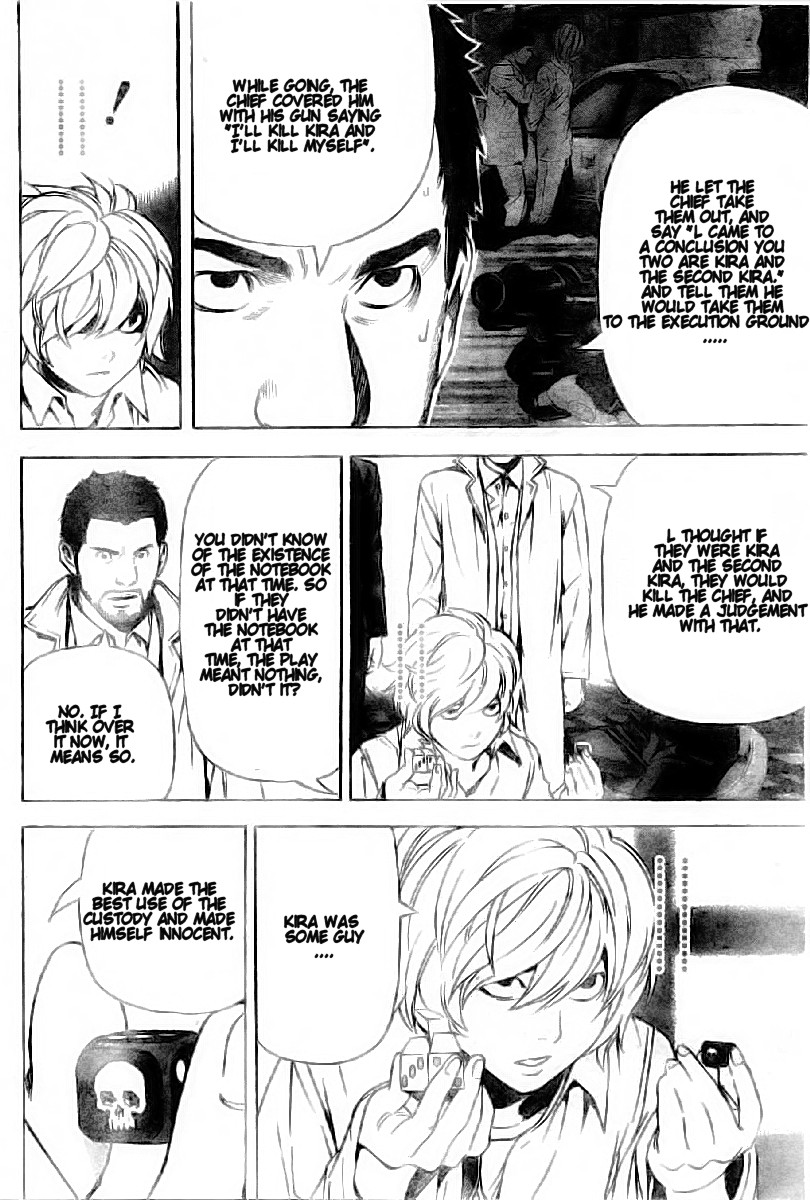 HE LET THE
CHIEF TAKE
THEM OUT, AND
SAY "L CAME TO
A CONCLUSION YOU
TWO ARE KIRA AND
THE SECOND KIRA."
AND TELL THEM HE
WOULD TAKE THEM
TO THE EXECUTION GROUND
.....
WHILE GONG, THE
CHIEF COVERED HIM
WITH HIS GUN SAYING
"I'LL KILL KIRA AND
I'LL KILL MYSELF".
!
L THOUGHT IF
THEY WERE KIRA
AND THE SECOND
KIRA, THEY WOULD
KILL THE CHIEF, AND
HE MADE A JUDGEMENT
WITH THAT.
YOU DIDN'T KNOW
OF THE EXISTENCE
OF THE NOTEBOOK
AT THAT TIME. SO
IF THEY
DIDN'T HAVE
THE NOTEBOOK
AT THAT
TIME, THE PLAY
MEANT NOTHING,
DIDN'T IT?
NO. IF I
THINK OVER
IT NOW, IT
MEANS SO.
KIRA WAS
SOME GUY
....
KIRA MADE THE
BEST USE OF THE
CUSTODY AND MADE
HIMSELF INNOCENT.